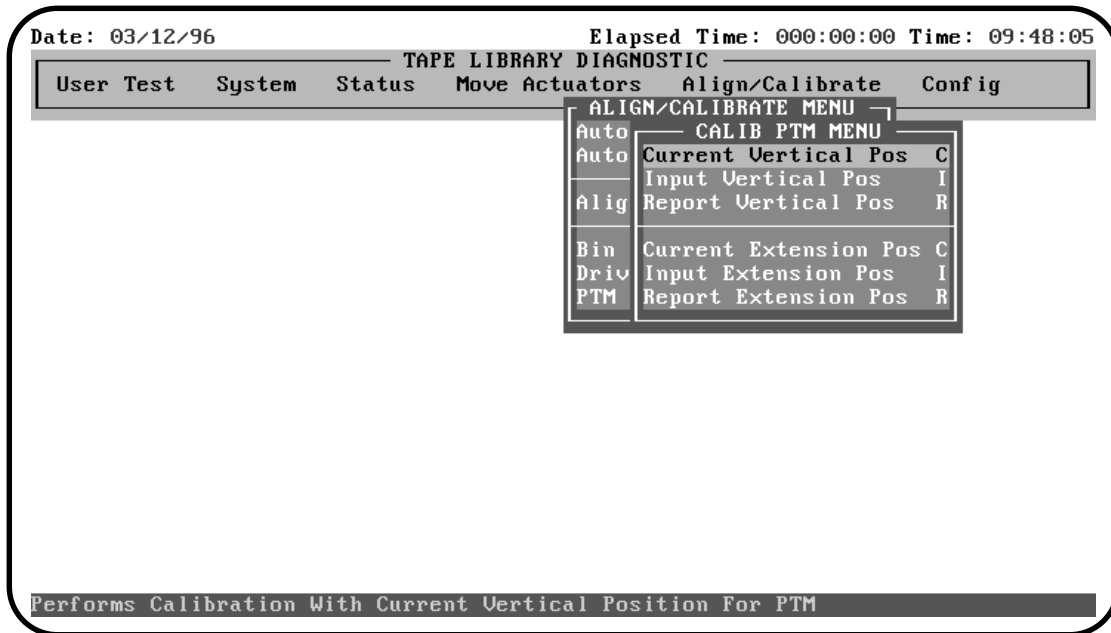 Date: 03/12/96 Elapsed Time: 000:00:00 Time: 09:48:05
TAPE LIBRARY DIAGNOSTIC
User Test System Status Move Actuators Align/Calibrate Config
ALIGN/CALIBRATE MENU
Auto CALIB PTM MENU
Auto Current Vertical Pos C
Input Vertical Pos I
Alig Report Vertical Pos R
Bin Current Extension Pos C
Driv Input Extension Pos I
PTM Report Extension Pos R
Performs Calibration With Current Vertical Position For PTM